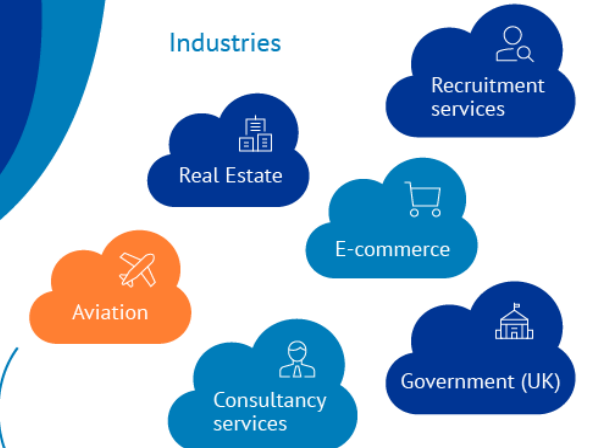 Industries
Recruitment
services
Real Estate
E-commerce
Aviation
Government (UK)
Consultancy
services